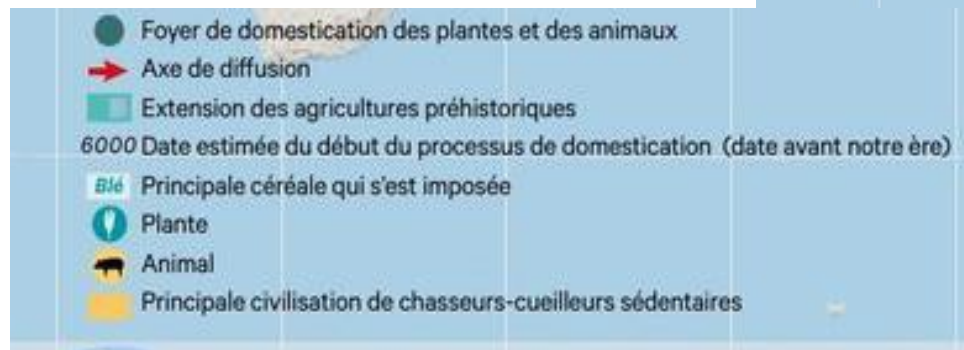 Foyer de domestication des plantes et des animaux
Axe de diffusion
Extension des agricultures préhistoriques
6000 Date estimée du début du processus de domestication (date avant notre ère)
Blé Principale céréale qui s'est imposée
Plante
Animal
Principale civilisation de chasseurs-cueilleurs sédentaires